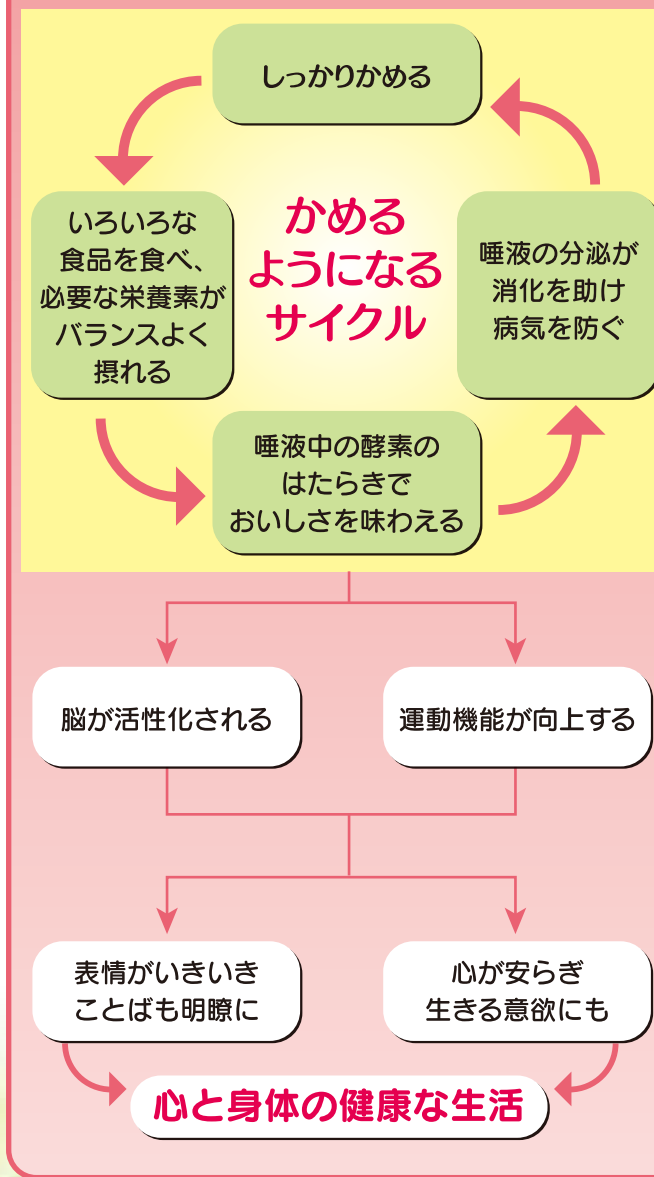 しっかりかめる
かめる
ようになる
サイクル
いろいろな
食品を食べ、
必要な栄養素が
バランスよく
摂れる
唾液中の酵素の
はたらきで
おいしさを味わえる
唾液の分泌が
消化を助け
病気を防ぐ
脳が活性化される
運動機能が向上する
表情がいきいき
ことばも明瞭に
心が安らぎ
生きる意欲にも
心と身体の健康な生活